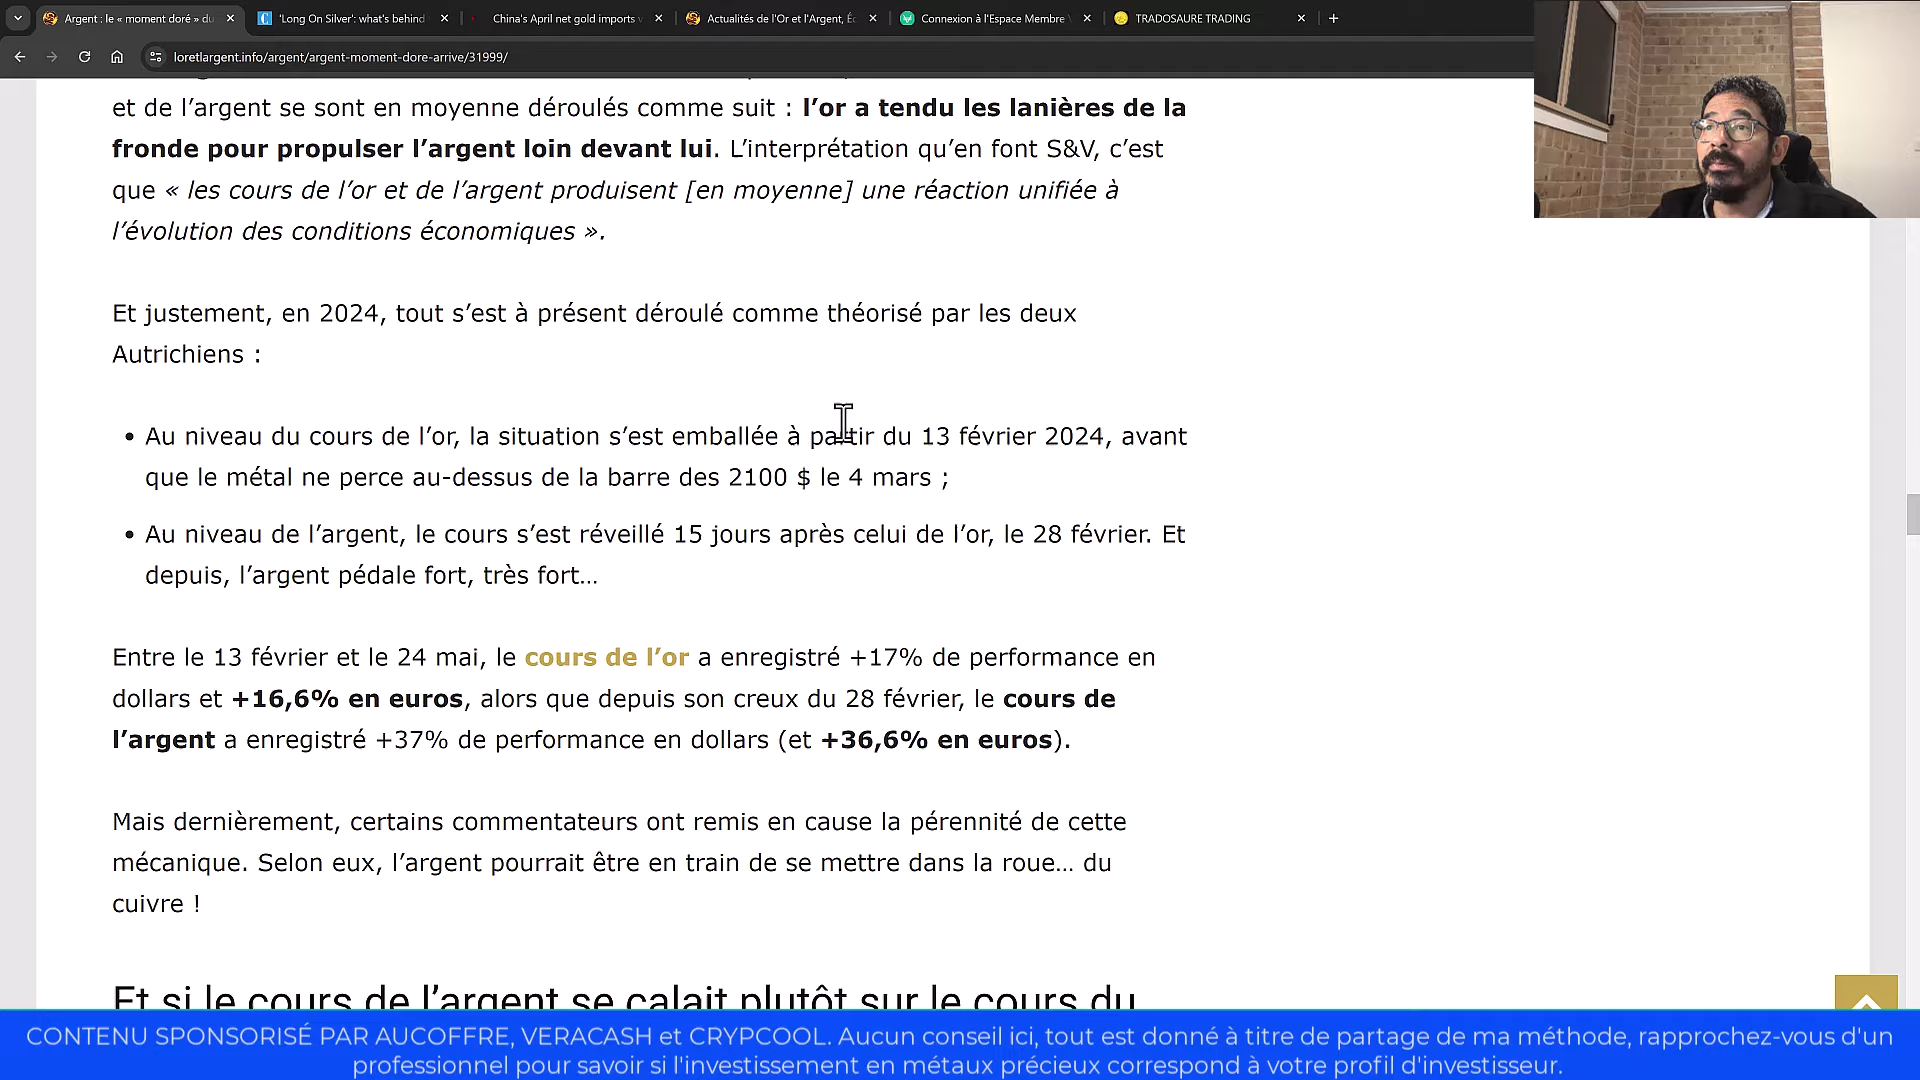 Argent : le « moment doré » du
'Long On Silver': what's behind
China's April net gold imports v
Actualités de l'Or et l'Argent, Éc
Connexion à l'Espace Membre
TRADOSAURE TRADING
loretlargent.info/argent/argent-moment-dore-arrive/31999/
et de l’argent se sont en moyenne déroulés comme suit : l’or a tendu les lanières de la
fronde pour propulser l’argent loin devant lui. L’interprétation qu’en font S&V, c’est
que « les cours de l’or et de l’argent produisent [en moyenne] une réaction unifiée à
l’évolution des conditions économiques ».
Et justement, en 2024, tout s’est à présent déroulé comme théorisé par les deux
Autrichiens :
• Au niveau du cours de l’or, la situation s’est emballée à partir du 13 février 2024, avant
que le métal ne perce au-dessus de la barre des 2100 $ le 4 mars ;
• Au niveau de l’argent, le cours s’est réveillé 15 jours après celui de l’or, le 28 février. Et
depuis, l’argent pédale fort, très fort…
Entre le 13 février et le 24 mai, le cours de l’or a enregistré +17% de performance en
dollars et +16,6% en euros, alors que depuis son creux du 28 février, le cours de
l’argent a enregistré +37% de performance en dollars (et +36,6% en euros).
Mais dernièrement, certains commentateurs ont remis en cause la pérennité de cette
mécanique. Selon eux, l’argent pourrait être en train de se mettre dans la roue… du
cuivre !
Et si le cours de l’argent se calait plutôt sur le cours du
CONTENU SPONSORISÉ PAR AUCOFFRE, VERACASH et CRYPCOOL. Aucun conseil ici, tout est donné à titre de partage de ma méthode, rapprochez-vous d'un
professionnel pour savoir si l'investissement en métaux précieux correspond à votre profil d'investisseur.